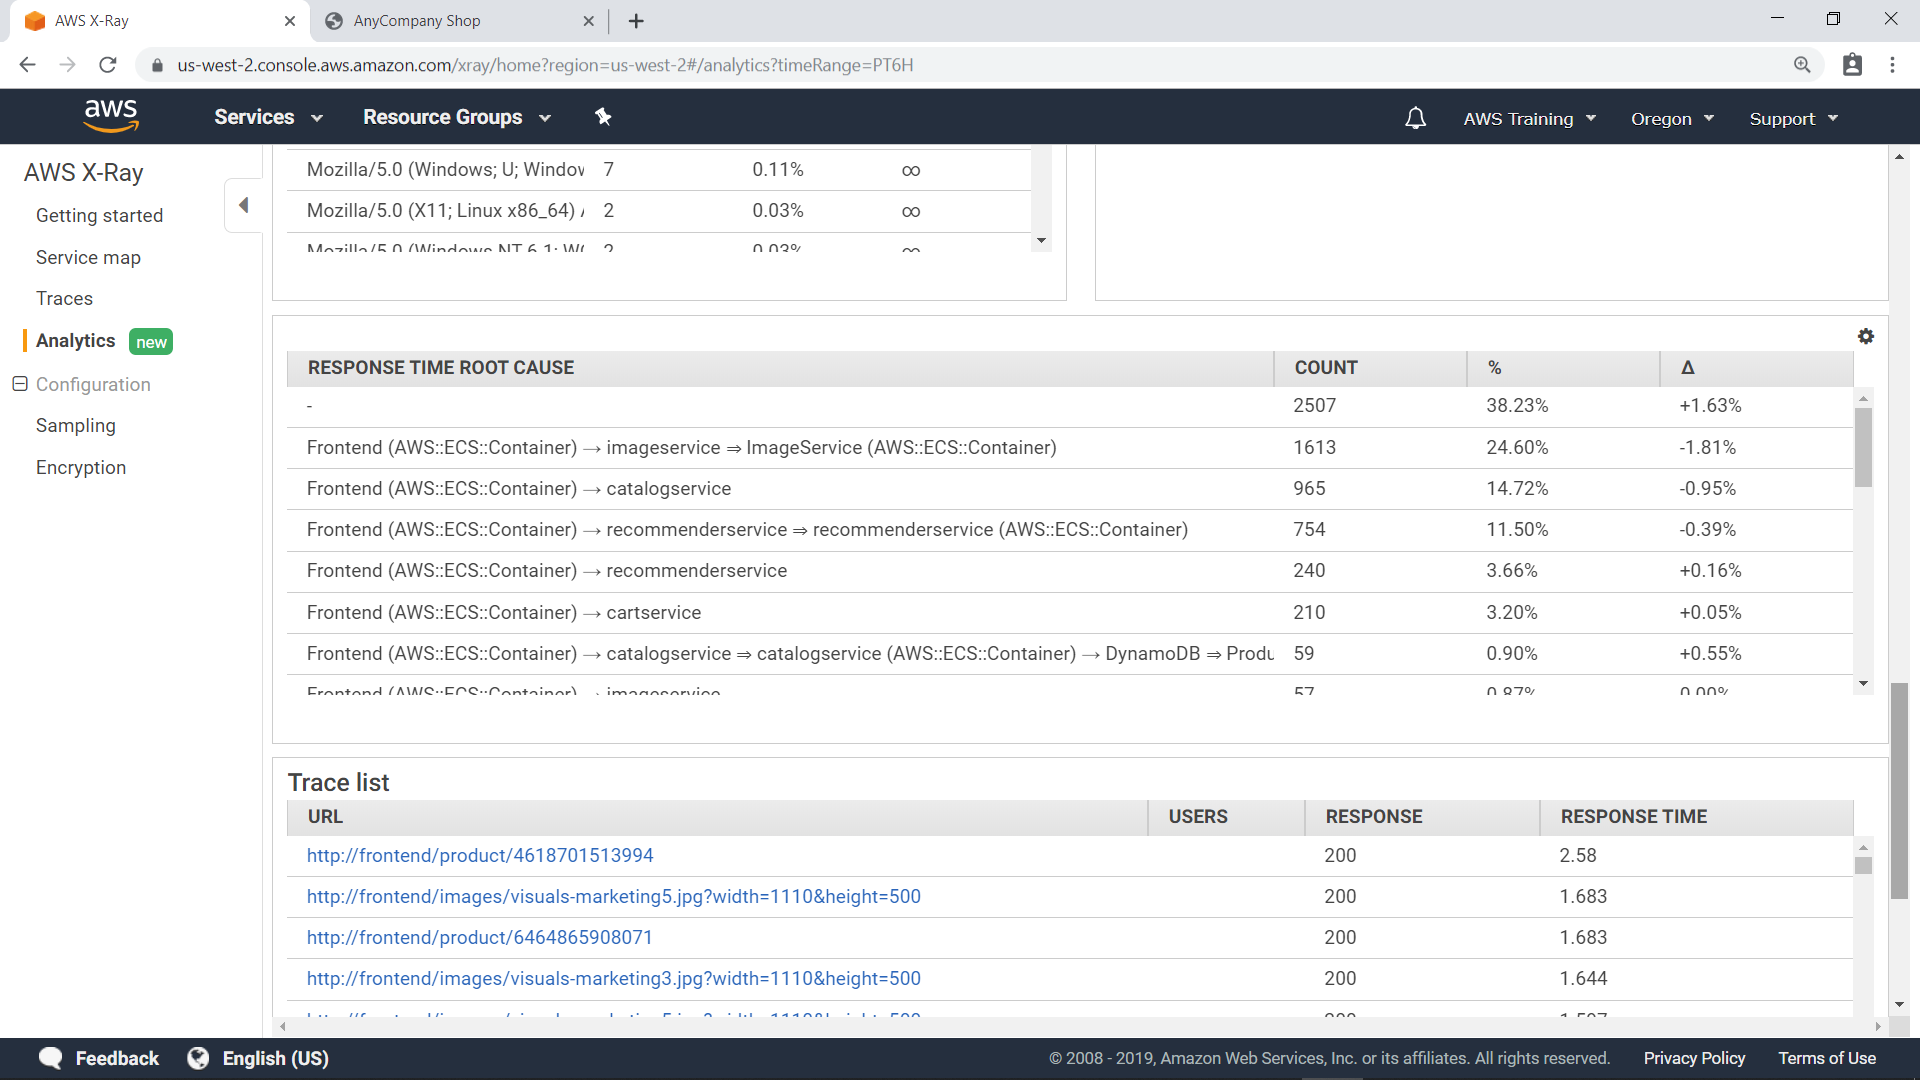 AWS X-Ray
AnyCompany Shop
us-west-2.console.aws.amazon.com/xray/home?region=us-west-2#/analytics?timeRange=PT6H
aws
Services
Resource Groups
AWS Training
Oregon
Support
AWS X-Ray
Getting started
Service map
Traces
Analytics new
Configuration
Sampling
Encryption
Mozilla/5.0 (Windows; U; Window 7 0.11% ∞
Mozilla/5.0 (X11; Linux x86_64) 2 0.03% ∞
Mozilla/5.0 (Windows NT 6.1; 2 0.03% ∞
RESPONSE TIME ROOT CAUSE COUNT % Δ
- 2507 38.23% +1.63%
Frontend (AWS::ECS::Container) → imageservice ⇒ ImageService (AWS::ECS::Container) 1613 24.60% -1.81%
Frontend (AWS::ECS::Container) → catalogservice 965 14.72% -0.95%
Frontend (AWS::ECS::Container) → recommenderservice ⇒ recommenderservice (AWS::ECS::Container) 754 11.50% -0.39%
Frontend (AWS::ECS::Container) → recommenderservice 240 3.66% +0.16%
Frontend (AWS::ECS::Container) → cartservice 210 3.20% +0.05%
Frontend (AWS::ECS::Container) → catalogservice ⇒ catalogservice (AWS::ECS::Container) → DynamoDB ⇒ Produ 59 0.90% +0.55%
Frontend (AWS::ECS::Container) → imageservice 57 0.87% 0.00%
Trace list
URL USERS RESPONSE RESPONSE TIME
http://frontend/product/4618701513994 200 2.58
http://frontend/images/visuals-marketing5.jpg?width=1110&height=500 200 1.683
http://frontend/product/6464865908071 200 1.683
http://frontend/images/visuals-marketing3.jpg?width=1110&height=500 200 1.644
Feedback
English (US)
© 2008 - 2019, Amazon Web Services, Inc. or its affiliates. All rights reserved.
Privacy Policy
Terms of Use